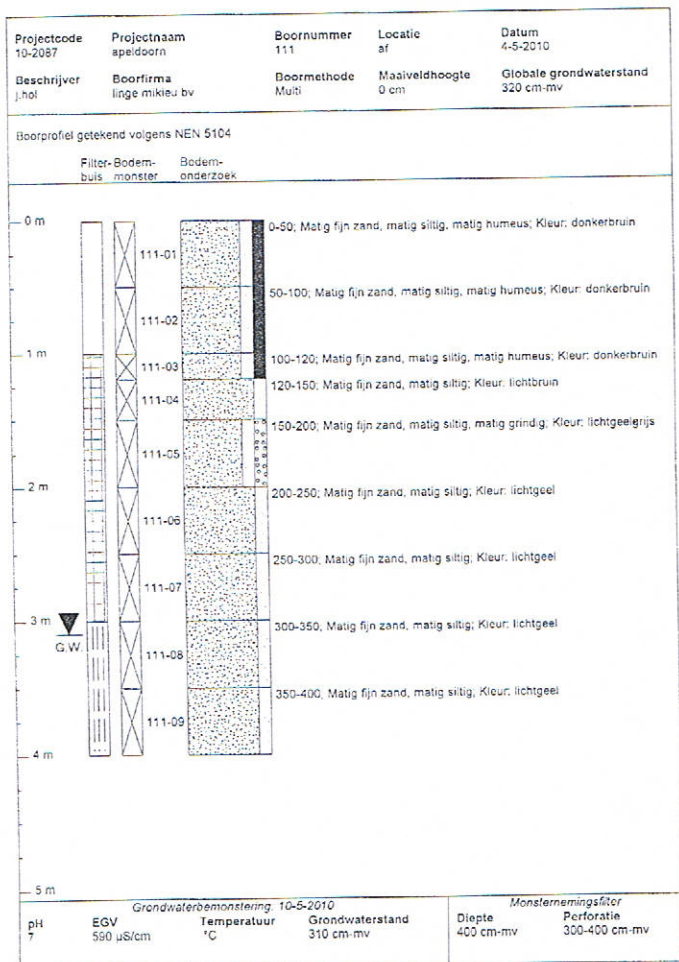 Projectcode Projectnaam Boornummer Locatie Datum
10-2087 apeldoorn 111 af 4-5-2010
Beschrijver Boorfirma Boormethode Maaiveldhoogte Globale grondwaterstand
j.hol linge mikieu bv Multi 0 cm 320 cm-mv
Boorprofiel getekend volgens NEN 5104
Filter- Bodem- Bodem-
buis monster onderzoek
0 m
0-50; Matig fijn zand, matig siltig, matig humeus; Kleur: donkerbruin
111-01
50-100; Matig fijn zand, matig siltig, matig humeus; Kleur: donkerbruin
111-02
1 m
100-120; Matig fijn zand, matig siltig, matig humeus; Kleur: donkerbruin
111-03
120-150; Matig fijn zand, matig siltig; Kleur: lichtbruin
111-04
150-200; Matig fijn zand, matig siltig, matig grindig; Kleur: lichtgeelgrijs
111-05
2 m
200-250; Matig fijn zand, matig siltig; Kleur: lichtgeel
111-06
250-300; Matig fijn zand, matig siltig; Kleur: lichtgeel
111-07
3 m
300-350; Matig fijn zand, matig siltig; Kleur: lichtgeel
G.W.
111-08
350-400; Matig fijn zand, matig siltig; Kleur: lichtgeel
111-09
4 m
5 m
Grondwaterbemonstering: 10-5-2010 Monsternemingsfilter
pH EGV Temperatuur Grondwaterstand Diepte Perforatie
7 590 µS/cm °C 310 cm-mv 400 cm-mv 300-400 cm-mv